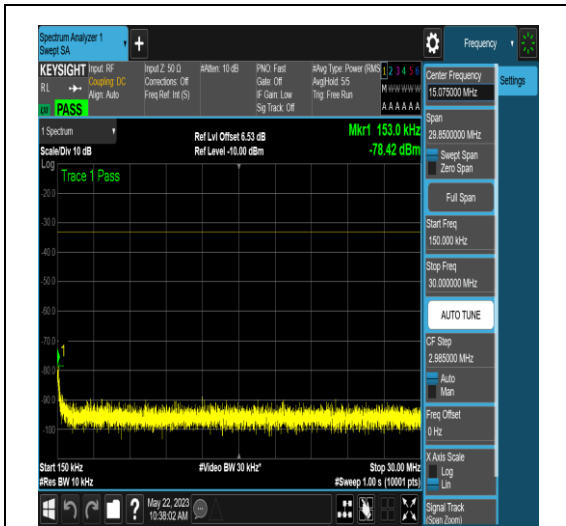 Spectrum Analyzer 1
Swept SA
+
Frequency
KEYSIGHT
RL
PASS
Input: RF
Coupling: DC
Align: Auto
Input Z: 50 Ω
Corrections: Off
Freq Ref: Int (S)
#Atten: 10 dB
PNO: Fast
Gate: Off
IF Gain: Low
Sig Track: Off
#Avg Type: Power (RMS
Avg|Hold: 5/5
Trig: Free Run
1 2 3 4 5 6
M W W W W W
A A A A A A
Center Frequency
15.075000 MHz
Settings
Span
29.8500000 MHz
Swept Span
Zero Span
Full Span
Start Freq
150.000 kHz
Stop Freq
30.000000 MHz
AUTO TUNE
CF Step
2.985000 MHz
Auto
Man
Freq Offset
0 Hz
X Axis Scale
Log
Lin
Signal Track
(Span Zoom)
1 Spectrum
Scale/Div 10 dB
Ref Lvl Offset 6.53 dB
Ref Level -10.00 dBm
Mkr1 153.0 kHz
-78.42 dBm
Log
Trace 1 Pass
-20.0
-30.0
-40.0
-50.0
-60.0
-70.0
1
-80.0
-90.0
-100
Start 150 kHz
#Res BW 10 kHz
#Video BW 30 kHz*
Stop 30.00 MHz
#Sweep 1.00 s (10001 pts)
?
May 22, 2023
10:38:02 AM